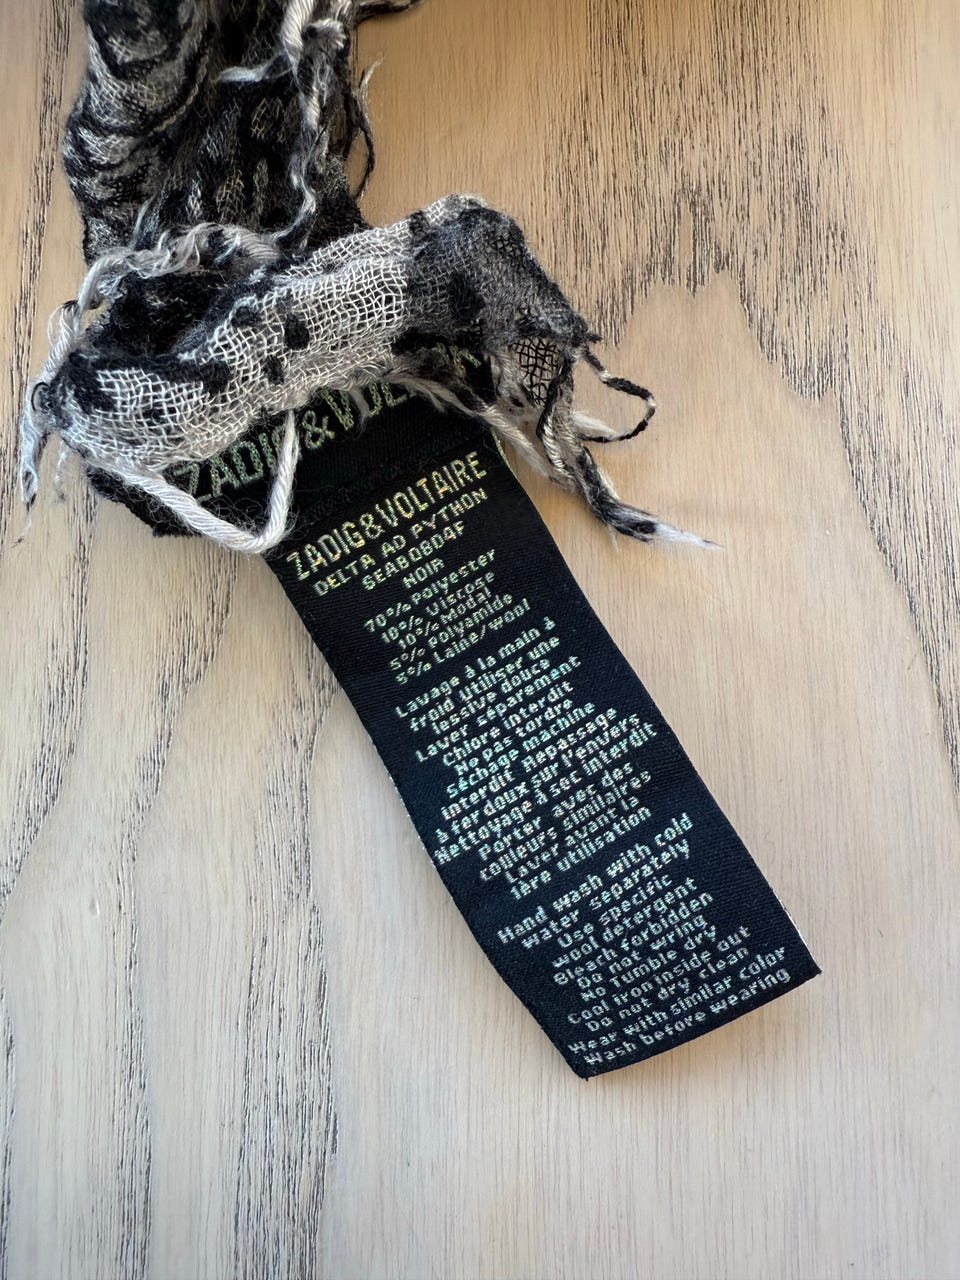 ZADIG&VOLTAIRE
ZADIG&VOLTAIRE
DELTA AD PYTHON
SEAB0804F
NOIR
70% Polyester
10% Viscose
10% Modal
5% Polyamide
5% Laine/Wool
Lavage à la main à
froid Utiliser une
lessive douce
Laver séparément
Chlore interdit
Ne pas tordre
Séchage machine
interdit Repassage
à fer doux sur l'envers
Nettoyage à sec interdit
Porter avec des
couleurs similaires
Laver avant la
1ère utilisation
Hand wash with cold
water separately
Use specific
wool detergent
Bleach forbidden
Do not wring
No Tumble dry
Cool iron inside out
Do not dry clean
Wear with similar color
Wash before wearing